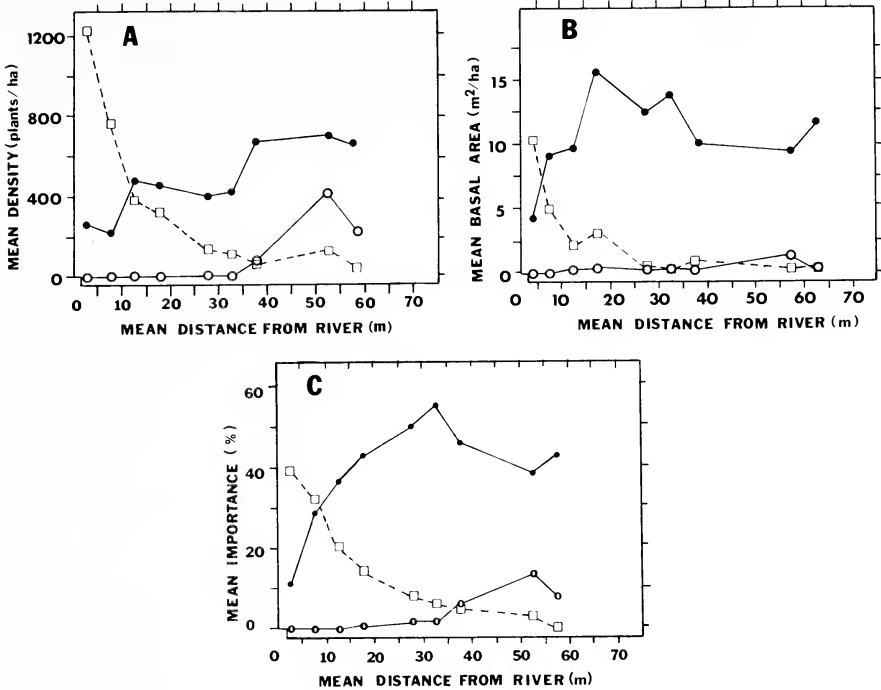 A
MEAN DENSITY (plants/ha)
1200
800
400
0
0 10 20 30 40 50 60 70
MEAN DISTANCE FROM RIVER (m)
B
MEAN BASAL AREA (m²/ha)
15
10
5
0
0 10 20 30 40 50 60 70
MEAN DISTANCE FROM RIVER (m)
C
MEAN IMPORTANCE (%)
60
40
20
0
0 10 20 30 40 50 60 70
MEAN DISTANCE FROM RIVER (m)